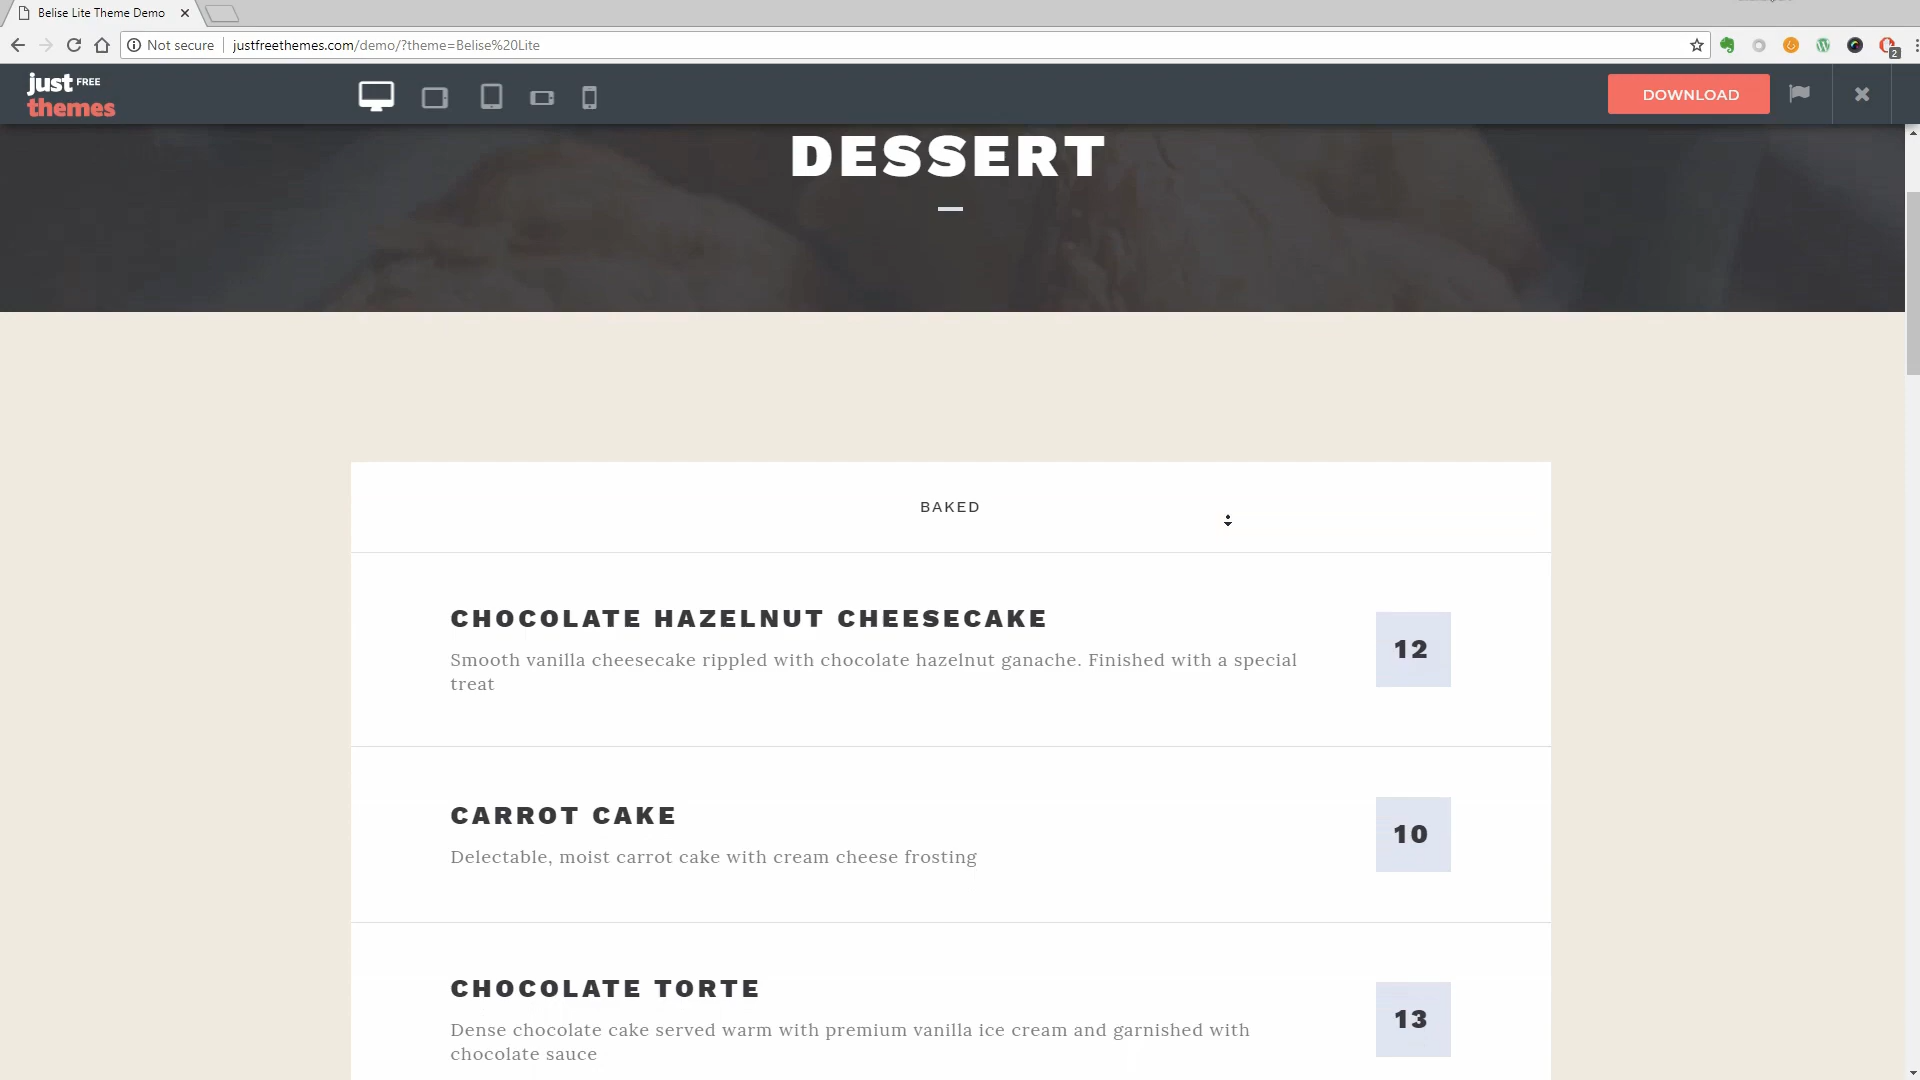 Belise Lite Theme Demo
Not secure
justfreethemes.com/demo/?theme=Belise%20Lite
2
just FREE
themes
DOWNLOAD
DESSERT
BAKED
CHOCOLATE HAZELNUT CHEESECAKE
Smooth vanilla cheesecake rippled with chocolate hazelnut ganache. Finished with a special
treat
12
CARROT CAKE
Delectable, moist carrot cake with cream cheese frosting
10
CHOCOLATE TORTE
Dense chocolate cake served warm with premium vanilla ice cream and garnished with
chocolate sauce
13